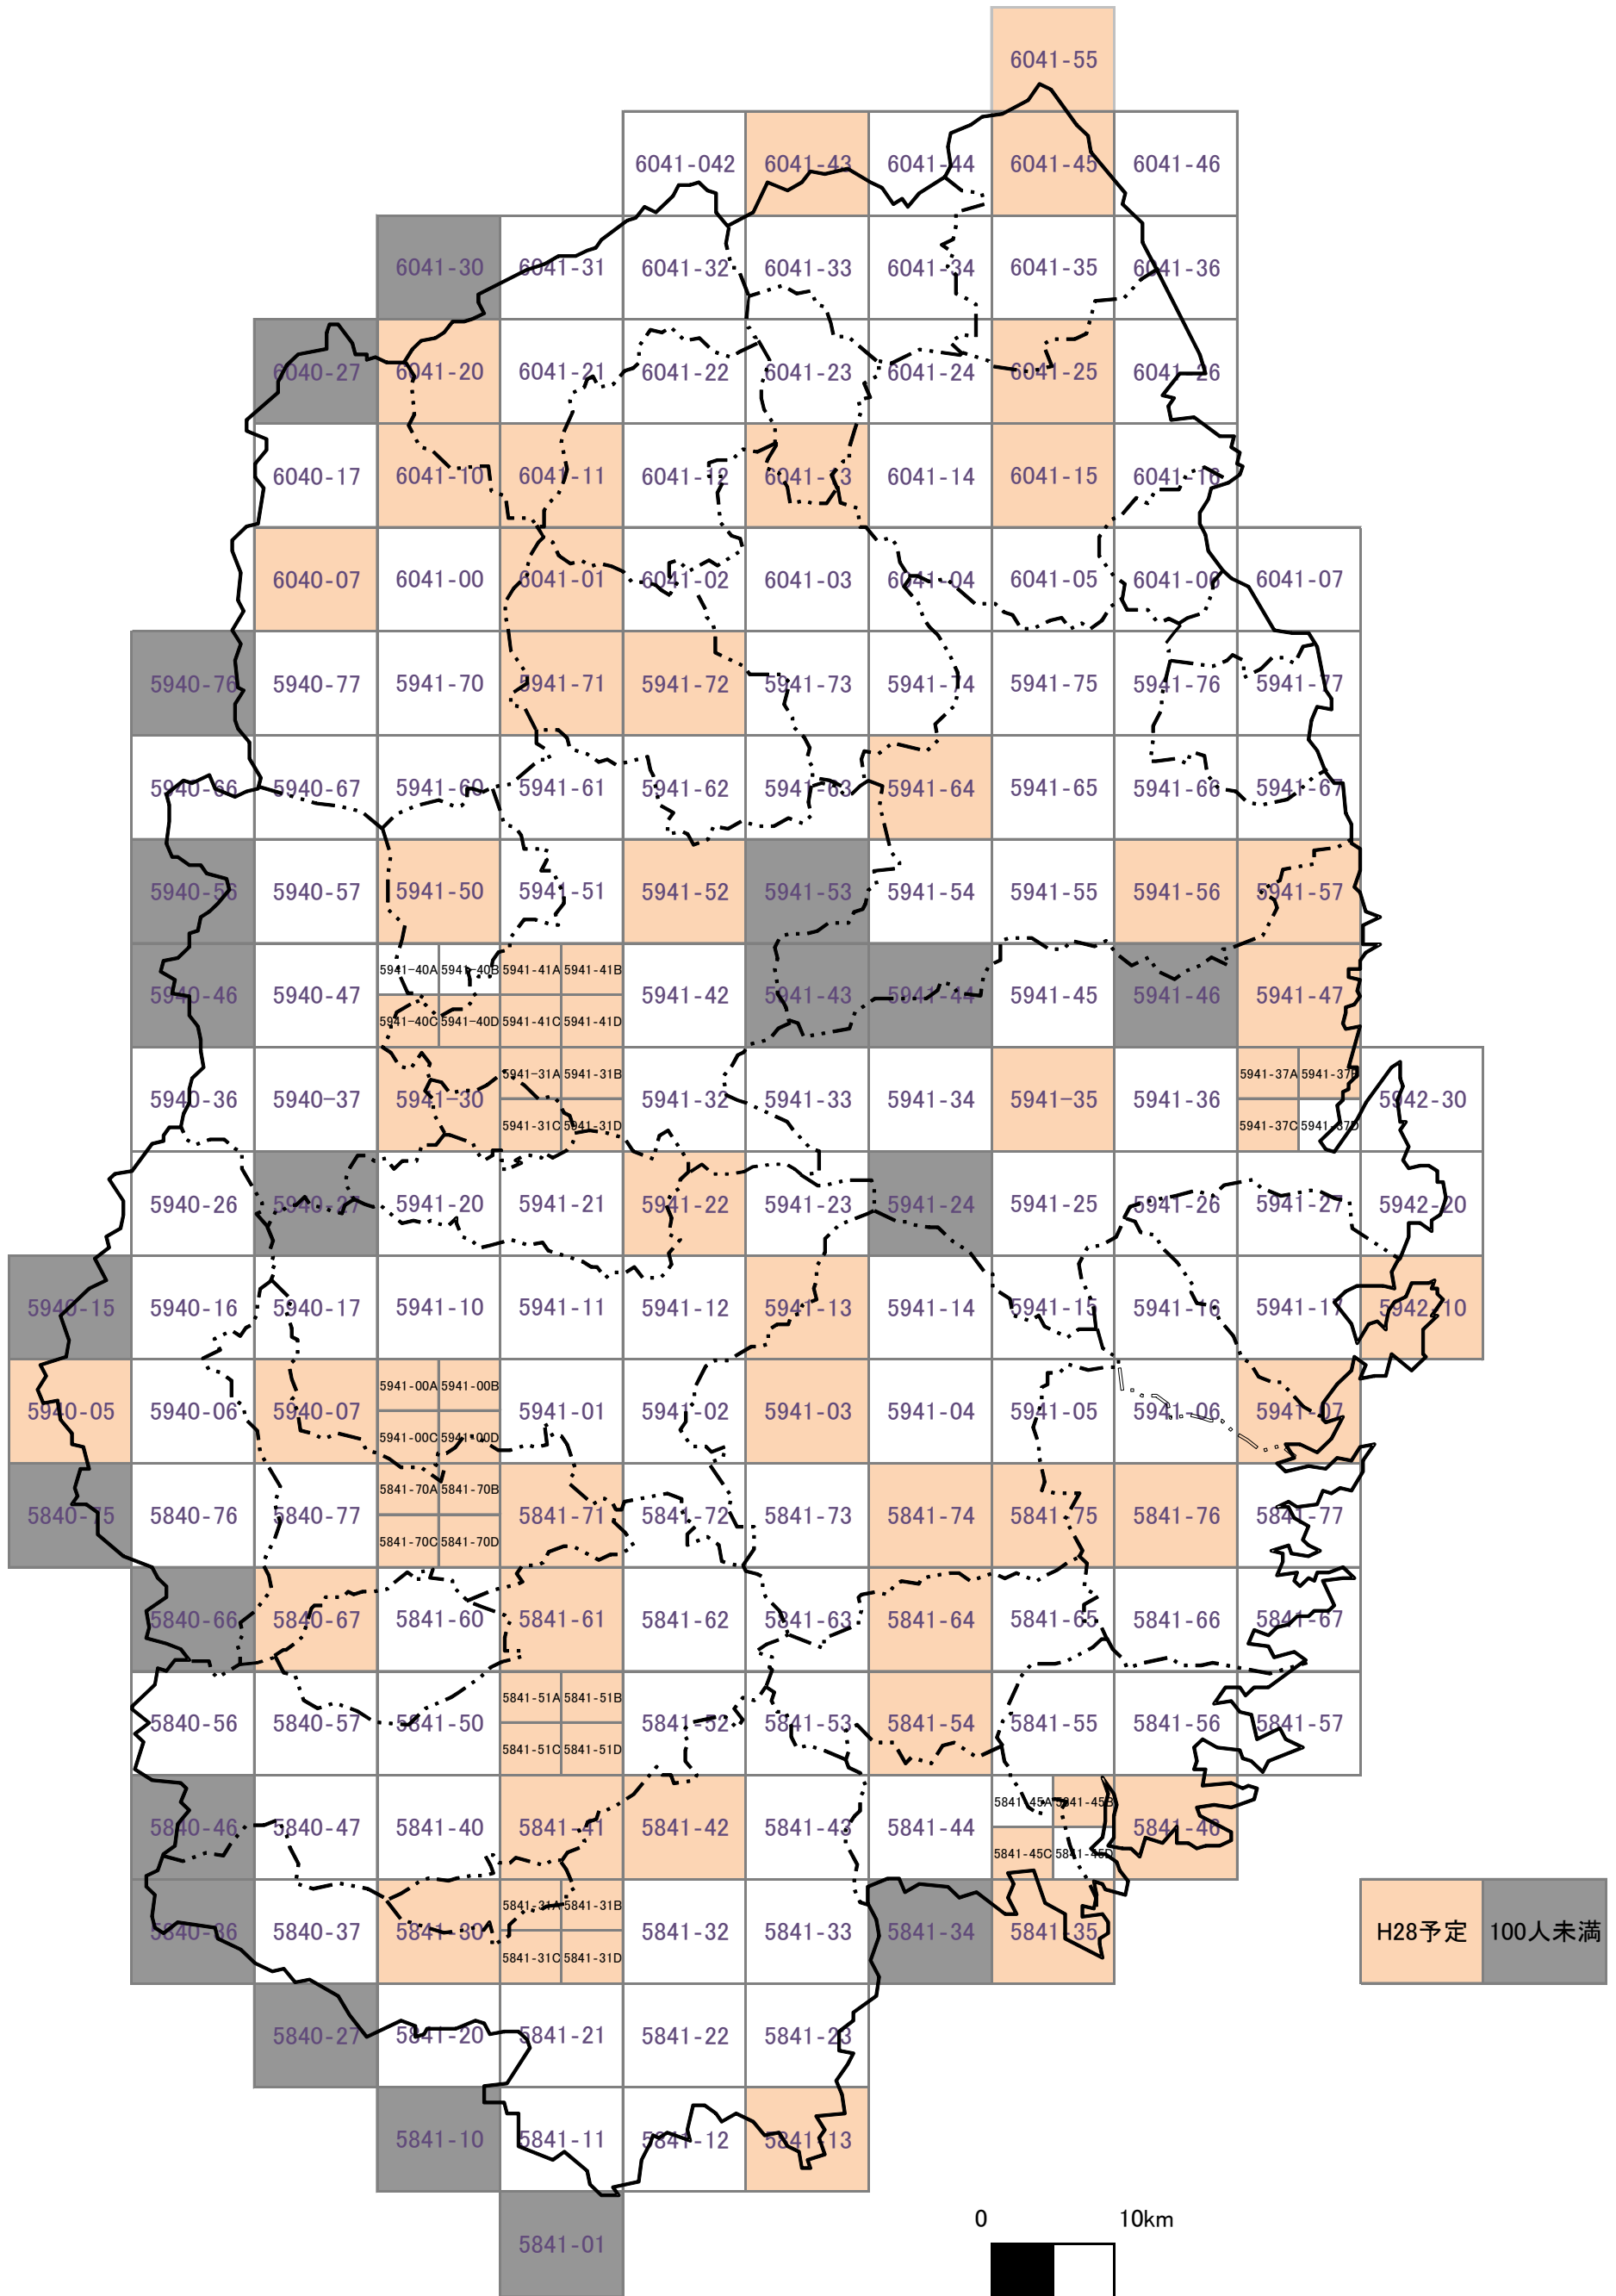 6041-55
6041-042 6041-43 6041-44 6041-45 6041-46
6041-30 6041-31 6041-32 6041-33 6041-34 6041-35 6041-36
6040-27 6041-20 6041-21 6041-22 6041-23 6041-24 6041-25 6041-26
6040-17 6041-10 6041-11 6041-12 6041-13 6041-14 6041-15 6041-16
6040-07 6041-00 6041-01 6041-02 6041-03 6041-04 6041-05 6041-06 6041-07
5940-76 5940-77 5941-70 5941-71 5941-72 5941-73 5941-74 5941-75 5941-76 5941-77
5940-66 5940-67 5941-60 5941-61 5941-62 5941-63 5941-64 5941-65 5941-66 5941-67
5940-56 5940-57 5941-50 5941-51 5941-52 5941-53 5941-54 5941-55 5941-56 5941-57
5941-40A 5941-40B 5941-41A 5941-41B
5940-46 5940-47 5941-42 5941-43 5941-44 5941-45 5941-46 5941-47
5941-40C 5941-40D 5941-41C 5941-41D
5941-31A 5941-31B 5941-37A 5941-37B
5940-36 5940-37 5941-30 5941-32 5941-33 5941-34 5941-35 5941-36 5942-30
5941-31C 5941-31D 5941-37C 5941-37D
5940-26 5940-27 5941-20 5941-21 5941-22 5941-23 5941-24 5941-25 5941-26 5941-27 5942-20
5940-15 5940-16 5940-17 5941-10 5941-11 5941-12 5941-13 5941-14 5941-15 5941-16 5941-17 5942-10
5941-00A 5941-00B
5940-05 5940-06 5940-07 5941-01 5941-02 5941-03 5941-04 5941-05 5941-06 5941-07
5941-00C 5941-00D
5841-70A 5841-70B
5840-75 5840-76 5840-77 5841-71 5841-72 5841-73 5841-74 5841-75 5841-76 5841-77
5841-70C 5841-70D
5840-66 5840-67 5841-60 5841-61 5841-62 5841-63 5841-64 5841-65 5841-66 5841-67
5841-51A 5841-51B
5840-56 5840-57 5841-50 5841-52 5841-53 5841-54 5841-55 5841-56 5841-57
5841-51C 5841-51D
5841-45A 5841-45B
5840-46 5840-47 5841-40 5841-41 5841-42 5841-43 5841-44 5841-46
5841-45C 5841-45D
5841-31A 5841-31B
5840-36 5840-37 5841-30 5841-32 5841-33 5841-34 5841-35 H28予定 100人未満
5841-31C 5841-31D
5840-27 5841-20 5841-21 5841-22 5841-23
5841-10 5841-11 5841-12 5841-13
0 10km
5841-01